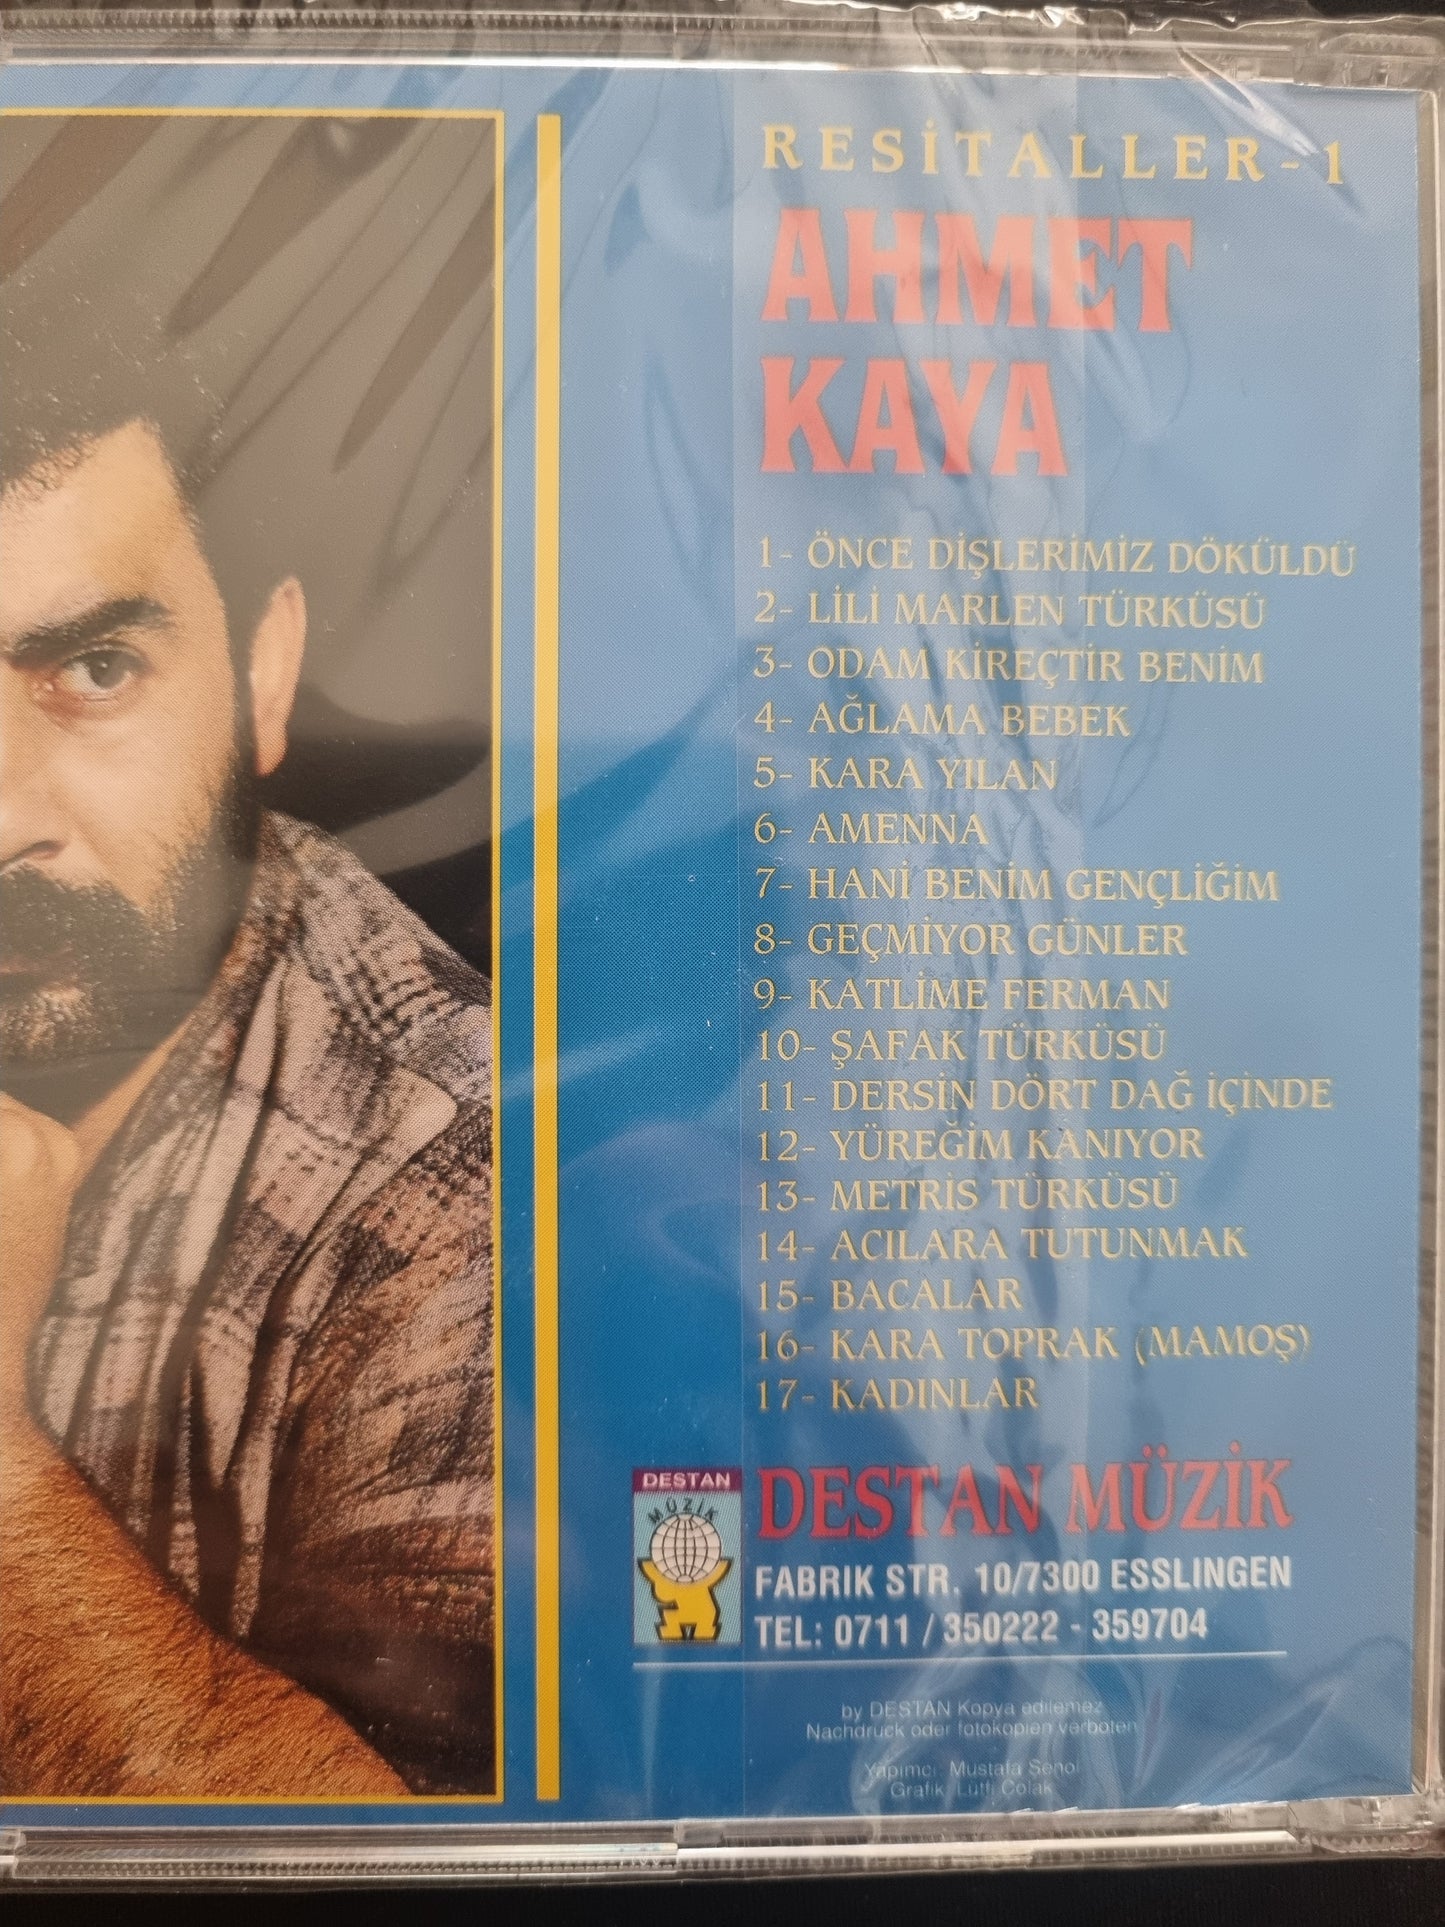 RESİTALLER-1
AHMET
KAYA
1- ÖNCE DİŞLERİMİZ DÖKÜLDÜ
2- LİLİ MARLEN TÜRKÜSÜ
3- ODAM KİREÇTİR BENİM
4- AĞLAMA BEBEK
5- KARA YILAN
6- AMENNA
7- HANİ BENİM GENÇLİĞİM
8- GEÇMİYOR GÜNLER
9- KATLİME FERMAN
10- ŞAFAK TÜRKÜSÜ
11- DERSİN DÖRT DAĞ İÇİNDE
12- YÜREĞİM KANIYOR
13- METRİS TÜRKÜSÜ
14- ACILARA TUTUNMAK
15- BACALAR
16- KARA TOPRAK (MAMOŞ)
17- KADINLAR
DESTAN
MÜZİK
DESTAN MÜZİK
FABRIK STR. 10/7300 ESSLINGEN
TEL: 0711 / 350222 - 359704
by DESTAN Kopya edilemez
Nachdruck oder fotokopien verboten
Yapımcı: Mustafa Şenol
Grafik: Lütfi Çolak